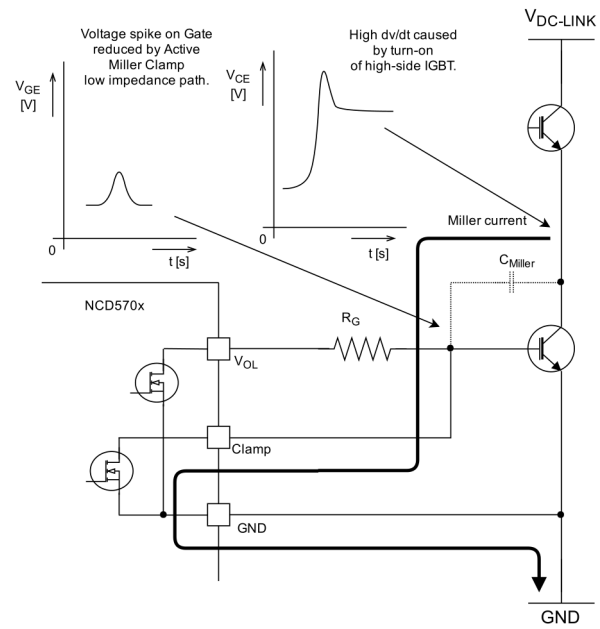 Voltage spike on Gate
reduced by Active
Miller Clamp
low impedance path.
High dv/dt caused
by turn-on
of high-side IGBT.
VDC-LINK
VGE
[V]
VCE
[V]
0
t [s]
0
t [s]
Miller current
CMiller
NCD570x
RG
VOL
Clamp
GND
GND